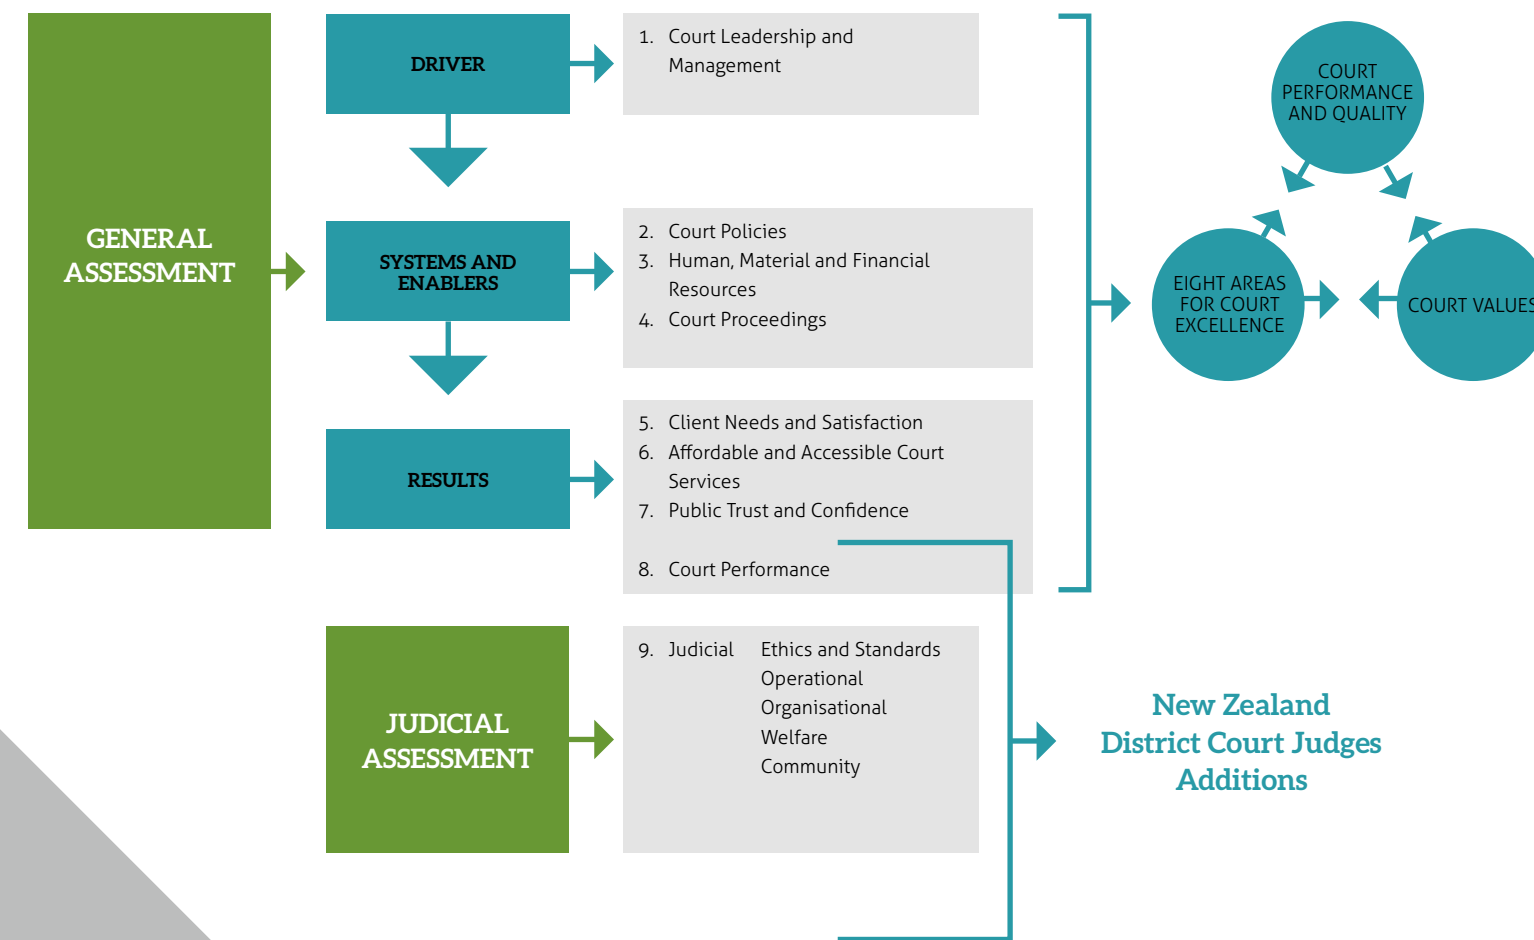 GENERAL
ASSESSMENT
DRIVER
1. Court Leadership and
Management
SYSTEMS AND
ENABLERS
2. Court Policies
3. Human, Material and Financial
Resources
4. Court Proceedings
RESULTS
5. Client Needs and Satisfaction
6. Affordable and Accessible Court
Services
7. Public Trust and Confidence
8. Court Performance
JUDICIAL
ASSESSMENT
9. Judicial Ethics and Standards
Operational
Organisational
Welfare
Community
COURT
PERFORMANCE
AND QUALITY
EIGHT AREAS
FOR COURT
EXCELLENCE
COURT VALUES
New Zealand
District Court Judges
Additions